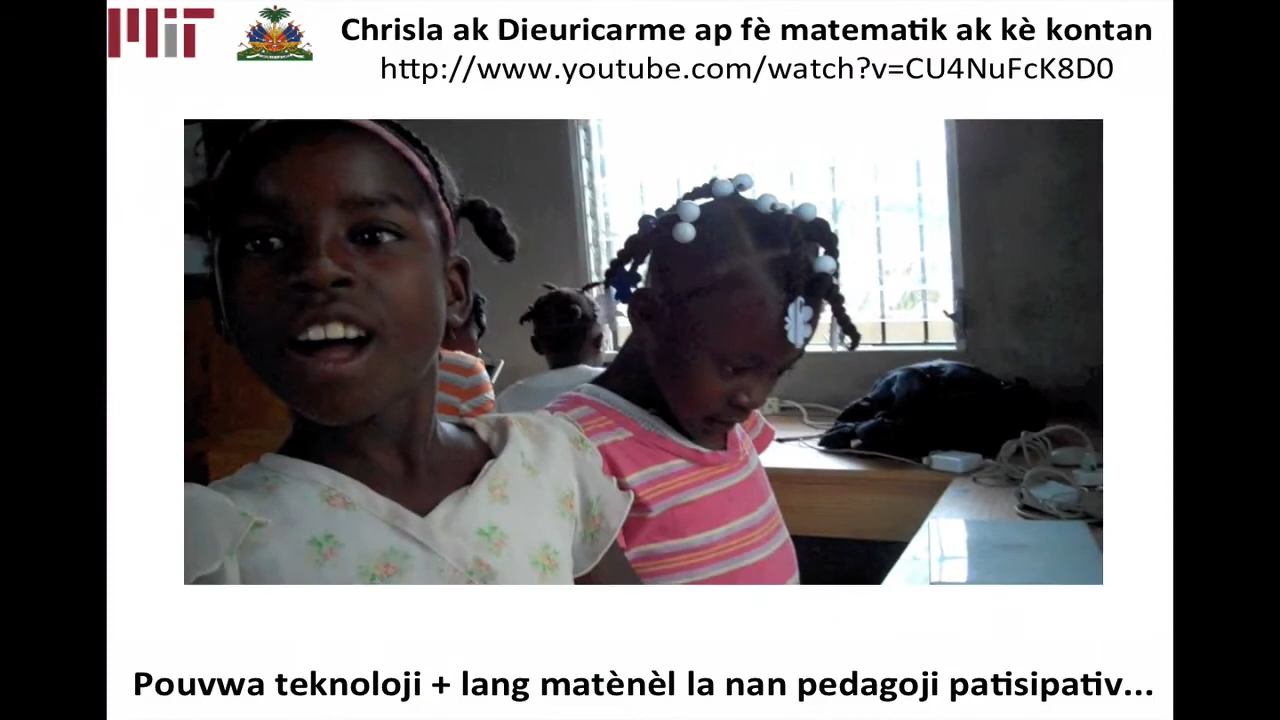 MIT
Chrisla ak Dieuricarme ap fè matematik ak kè kontan
http://www.youtube.com/watch?v=CU4NuFcK8D0
Pouvwa teknoloji + lang matènèl la nan pedagoji patisipativ...